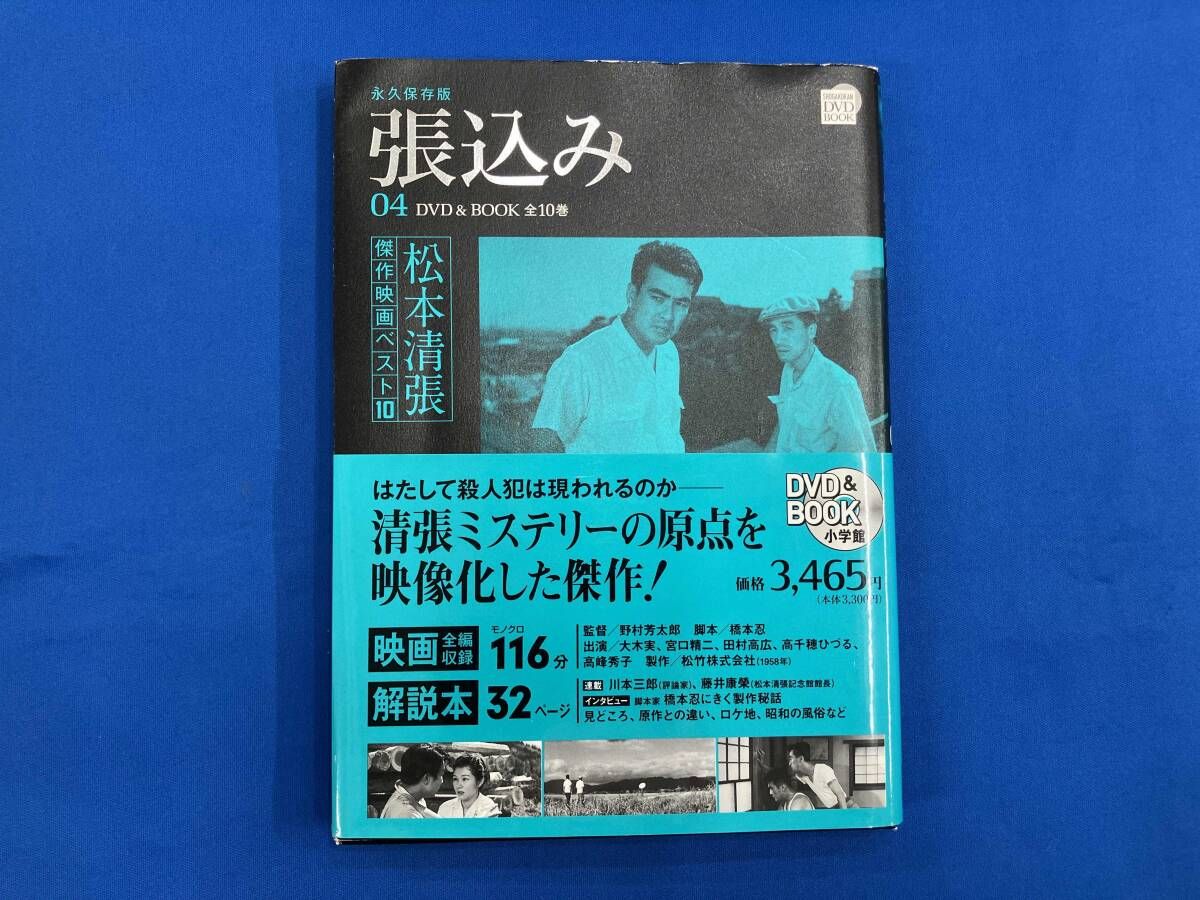 永久保存版
SHOGAKUKAN
DVD
BOOK
張込み
04 DVD & BOOK 全10巻
松本清張
傑作映画ベスト10
はたして殺人犯は現われるのか――
清張ミステリーの原点を
映像化した傑作!
DVD &
BOOK
小学館
価格 3,465円
(本体3,300円)
映画 全編収録 モノクロ 116分
監督/野村芳太郎 脚本/橋本忍
出演/大木実、宮口精二、田村高広、高千穂ひづる、
高峰秀子 製作/松竹株式会社(1958年)
解説本 32ページ
連載 川本三郎(評論家)、藤井康榮(松本清張記念館館長)
インタビュー 脚本家 橋本忍にきく製作秘話
見どころ、原作との違い、ロケ地、昭和の風俗など